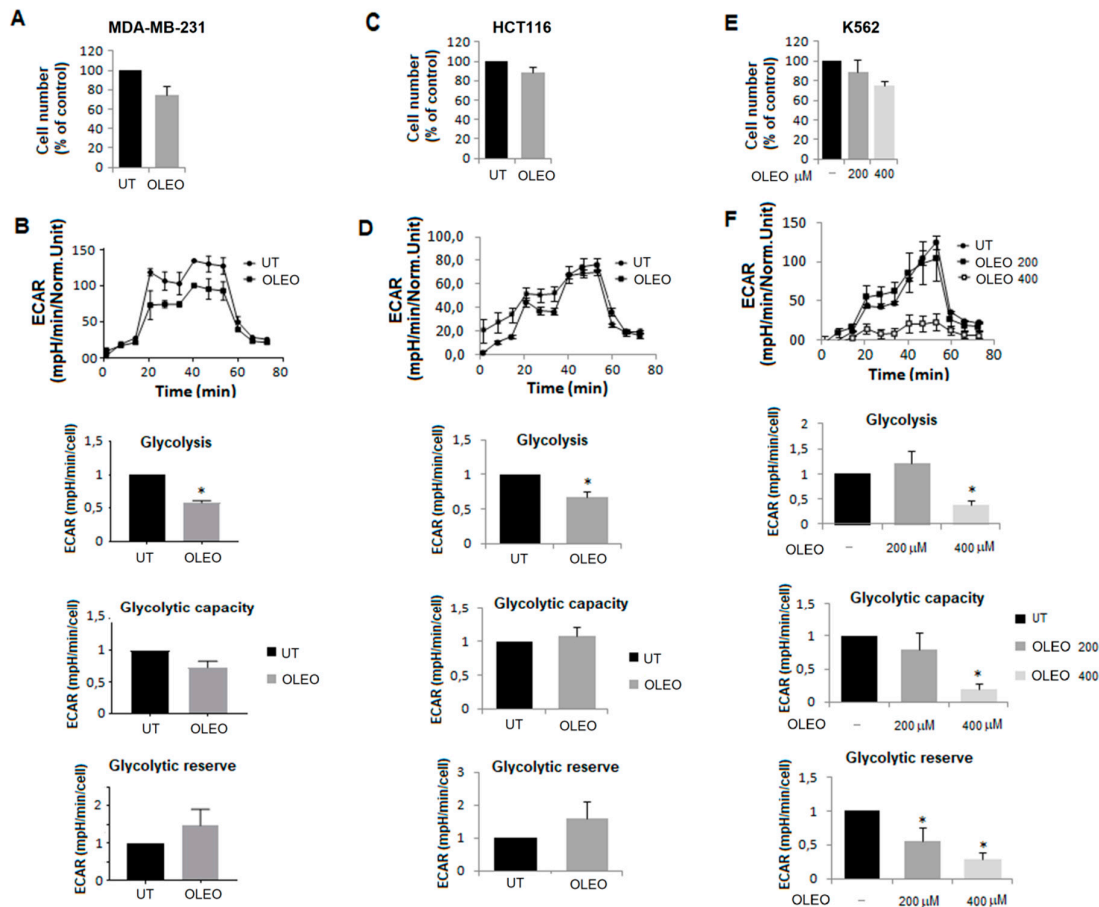 A
MDA-MB-231
Cell number
(% of control)
120
100
80
60
40
20
0
UT
OLEO
B
ECAR
(mpH/min/Norm.Unit)
150
100
50
00
0
20
40
60
80
Time (min)
UT
OLEO
Glycolysis
ECAR (mpH/min/cell)
1,5
1
0,5
0
*
UT
OLEO
Glycolytic capacity
ECAR (mpH/min/cell)
1,5
1
0,5
0
UT
OLEO
UT
OLEO
Glycolytic reserve
ECAR (mpH/min/cell)
2
1
0
UT
OLEO
C
HCT116
Cell number
(% of control)
120
100
80
60
40
20
0
UT
OLEO
D
ECAR
(mpH/min/Norm.Unit)
100,0
80,0
60,0
40,0
20,0
0,0
0
20
40
60
80
Time (min)
UT
OLEO
Glycolysis
ECAR (mpH/min/cell)
1,5
1
0,5
0
*
UT
OLEO
Glycolytic capacity
ECAR (mpH/min/cell)
1,5
1
0,5
0
UT
OLEO
UT
OLEO
Glycolytic reserve
ECAR (mpH/min/cell)
3
2
1
0
UT
OLEO
E
K562
Cell number
(% of control)
120
100
80
60
40
20
0
OLEO μM
–
200
400
F
ECAR
(mpH/min/Norm.Unit)
150
100
50
00
0
20
40
60
80
Time (min)
UT
OLEO 200
OLEO 400
Glycolysis
ECAR (mpH/min/cell)
2
1,5
1
0,5
0
*
OLEO
–
200 μM
400 μM
Glycolytic capacity
ECAR (mpH/min/cell)
1,5
1
0,5
0
*
OLEO
–
200 μM
400 μM
UT
OLEO 200
OLEO 400
Glycolytic reserve
ECAR (mpH/min/cell)
1,5
1
0,5
0
*
*
OLEO
–
200 μM
400 μM